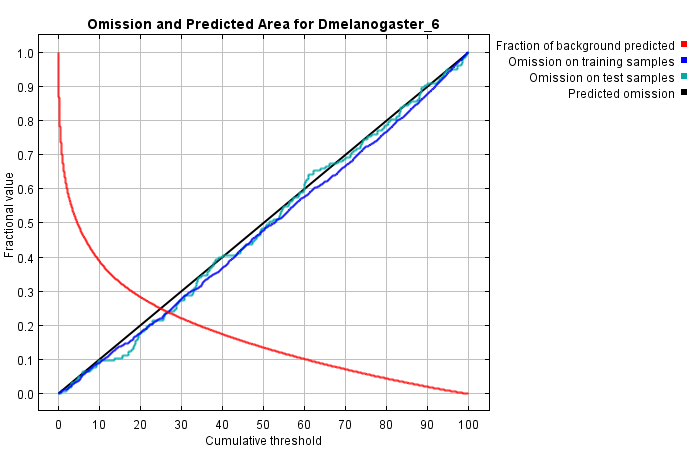 Omission and Predicted Area for Dmelanogaster_6
Fraction of background predicted
Omission on training samples
Omission on test samples
Predicted omission
Fractional value
1.0
0.9
0.8
0.7
0.6
0.5
0.4
0.3
0.2
0.1
0.0
0 10 20 30 40 50 60 70 80 90 100
Cumulative threshold